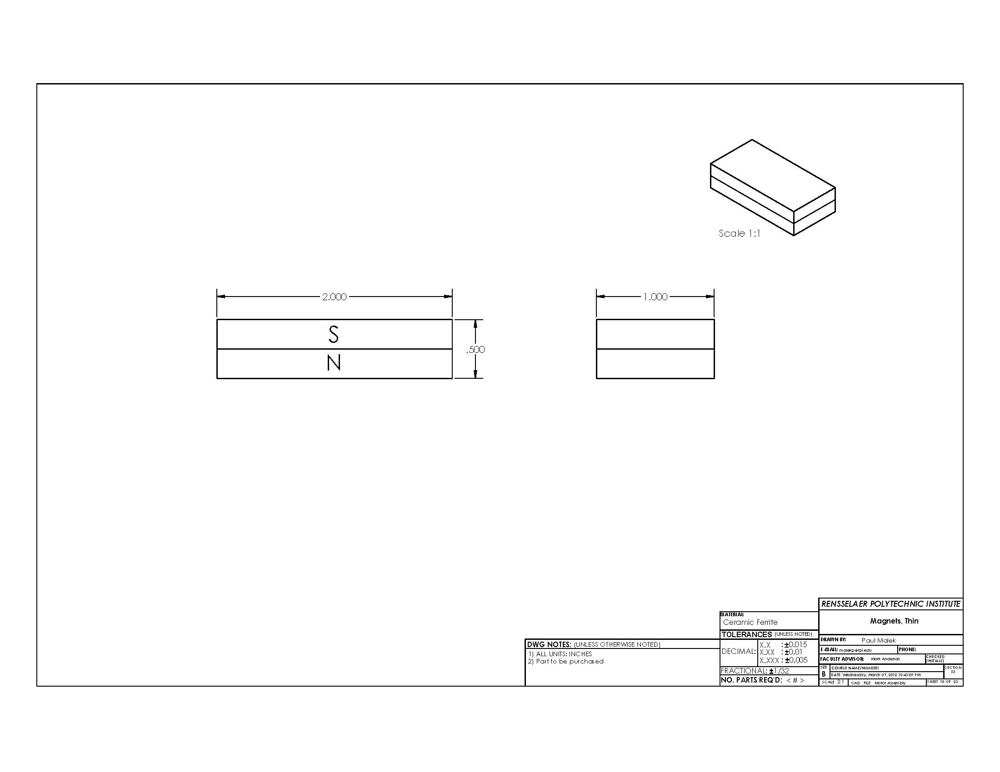 Scale 1:1
2.000
1.000
S
.500
N
RENSSELAER POLYTECHNIC INSTITUTE
Magnets, Thin
MATERIAL:
Ceramic Ferrite
TOLERANCES (UNLESS NOTED)
DECIMAL:
X.X :±0.015
X.XX :±0.01
X.XXX :±0.005
FRACTIONAL: ±1/32
NO. PARTS REQ'D: <#>
DWG NOTES: (UNLESS OTHERWISE NOTED)
1) ALL UNITS: INCHES
2) Part to be purchased
DRAWN BY: Paul Malek
E-MAIL: malekp@rpi.edu PHONE:
FACULTY ADVISOR: Mark Anderson
CHECKED:
(INITIALS)
SIZE
B
COURSE NAME/NUMBER:
DATE: Wednesday, March 07, 2012 10:43:09 PM
SECTION
XX
SCALE 2:1
CAD FILE: Motor Assembly
SHEET 18 OF 23